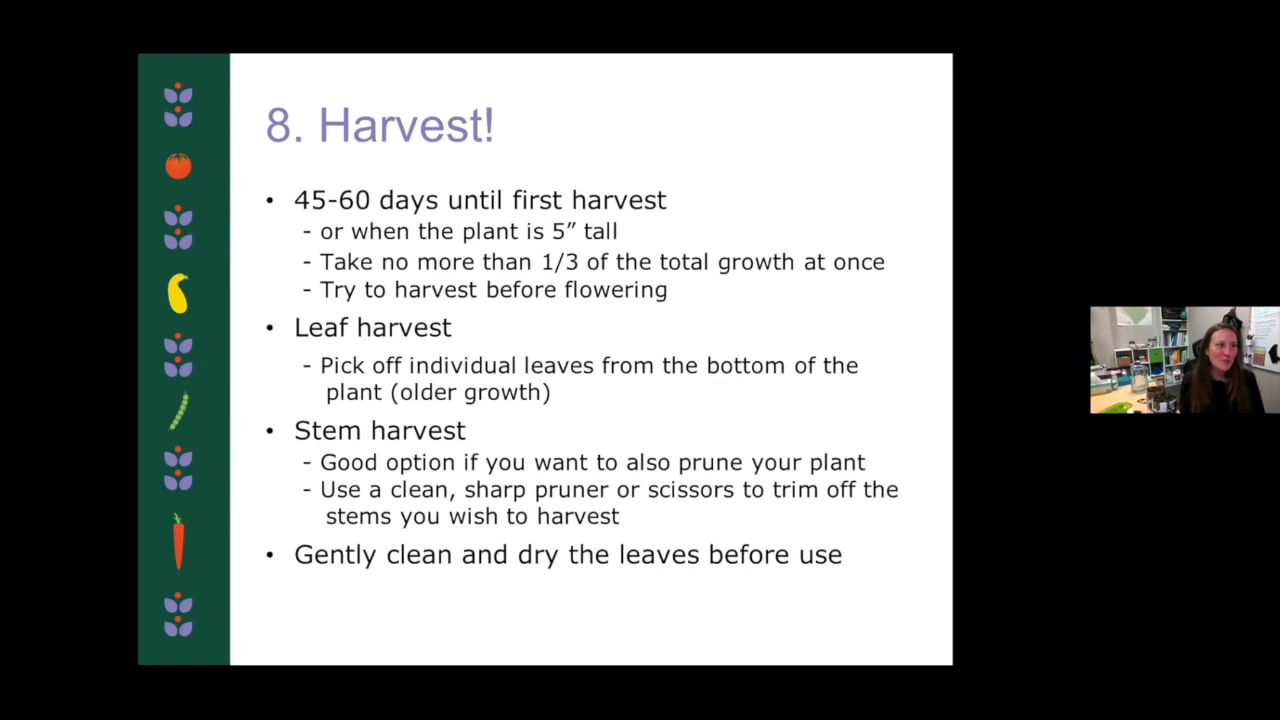 8. Harvest!
• 45-60 days until first harvest
- or when the plant is 5” tall
- Take no more than 1/3 of the total growth at once
- Try to harvest before flowering
• Leaf harvest
- Pick off individual leaves from the bottom of the
plant (older growth)
• Stem harvest
- Good option if you want to also prune your plant
- Use a clean, sharp pruner or scissors to trim off the
stems you wish to harvest
• Gently clean and dry the leaves before use